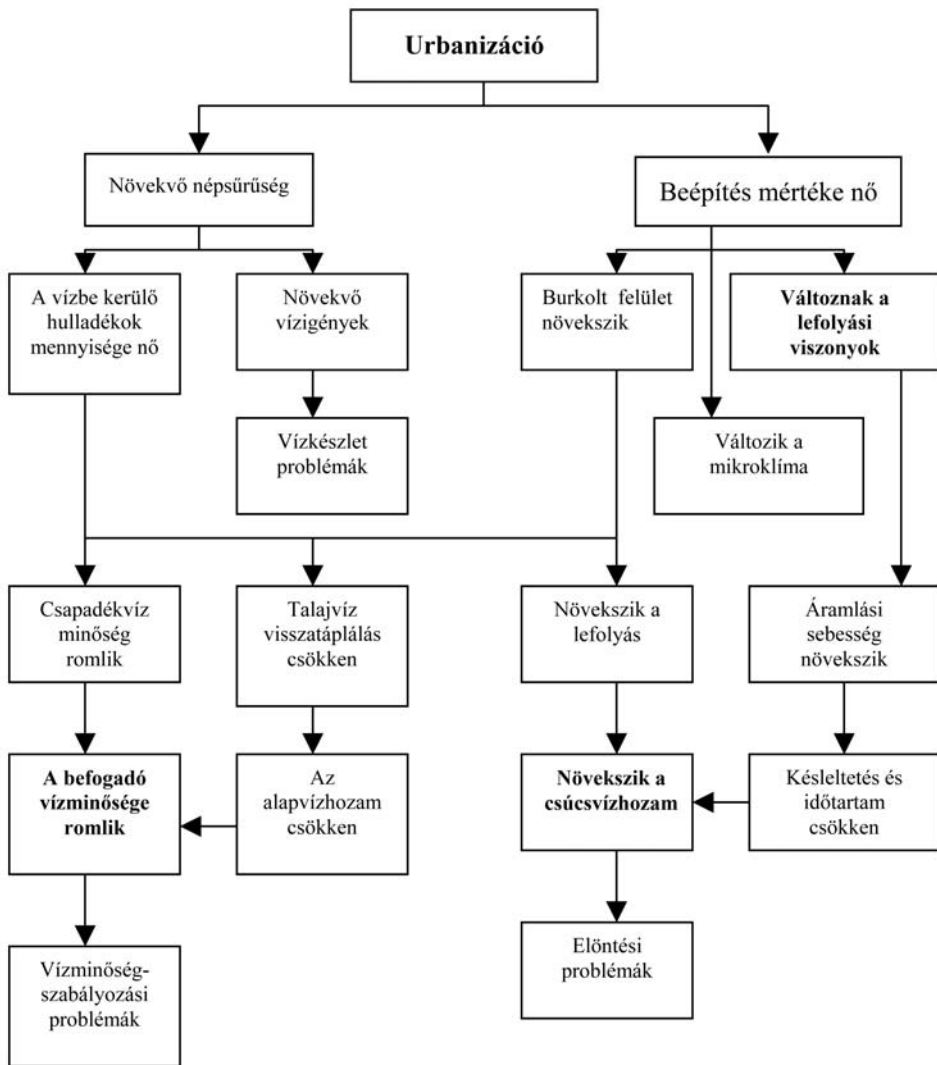 Urbanizáció
Növekvő népsűrűség
Beépítés mértéke nő
A vízbe kerülő
hulladékok
mennyisége nő
Növekvő
vízigények
Burkolt felület
növekszik
Változnak a
lefolyási
viszonyok
Vízkészlet
problémák
Változik a
mikroklíma
Csapadékvíz
minőség
romlik
Talajvíz
visszatáplálás
csökken
Növekszik a
lefolyás
Áramlási
sebesség
növekszik
A befogadó
vízminősége
romlik
Az
alapvízhozam
csökken
Növekszik a
csúcsvízhozam
Késleltetés és
időtartam
csökken
Vízminőség-
szabályozási
problémák
Elöntési
problémák